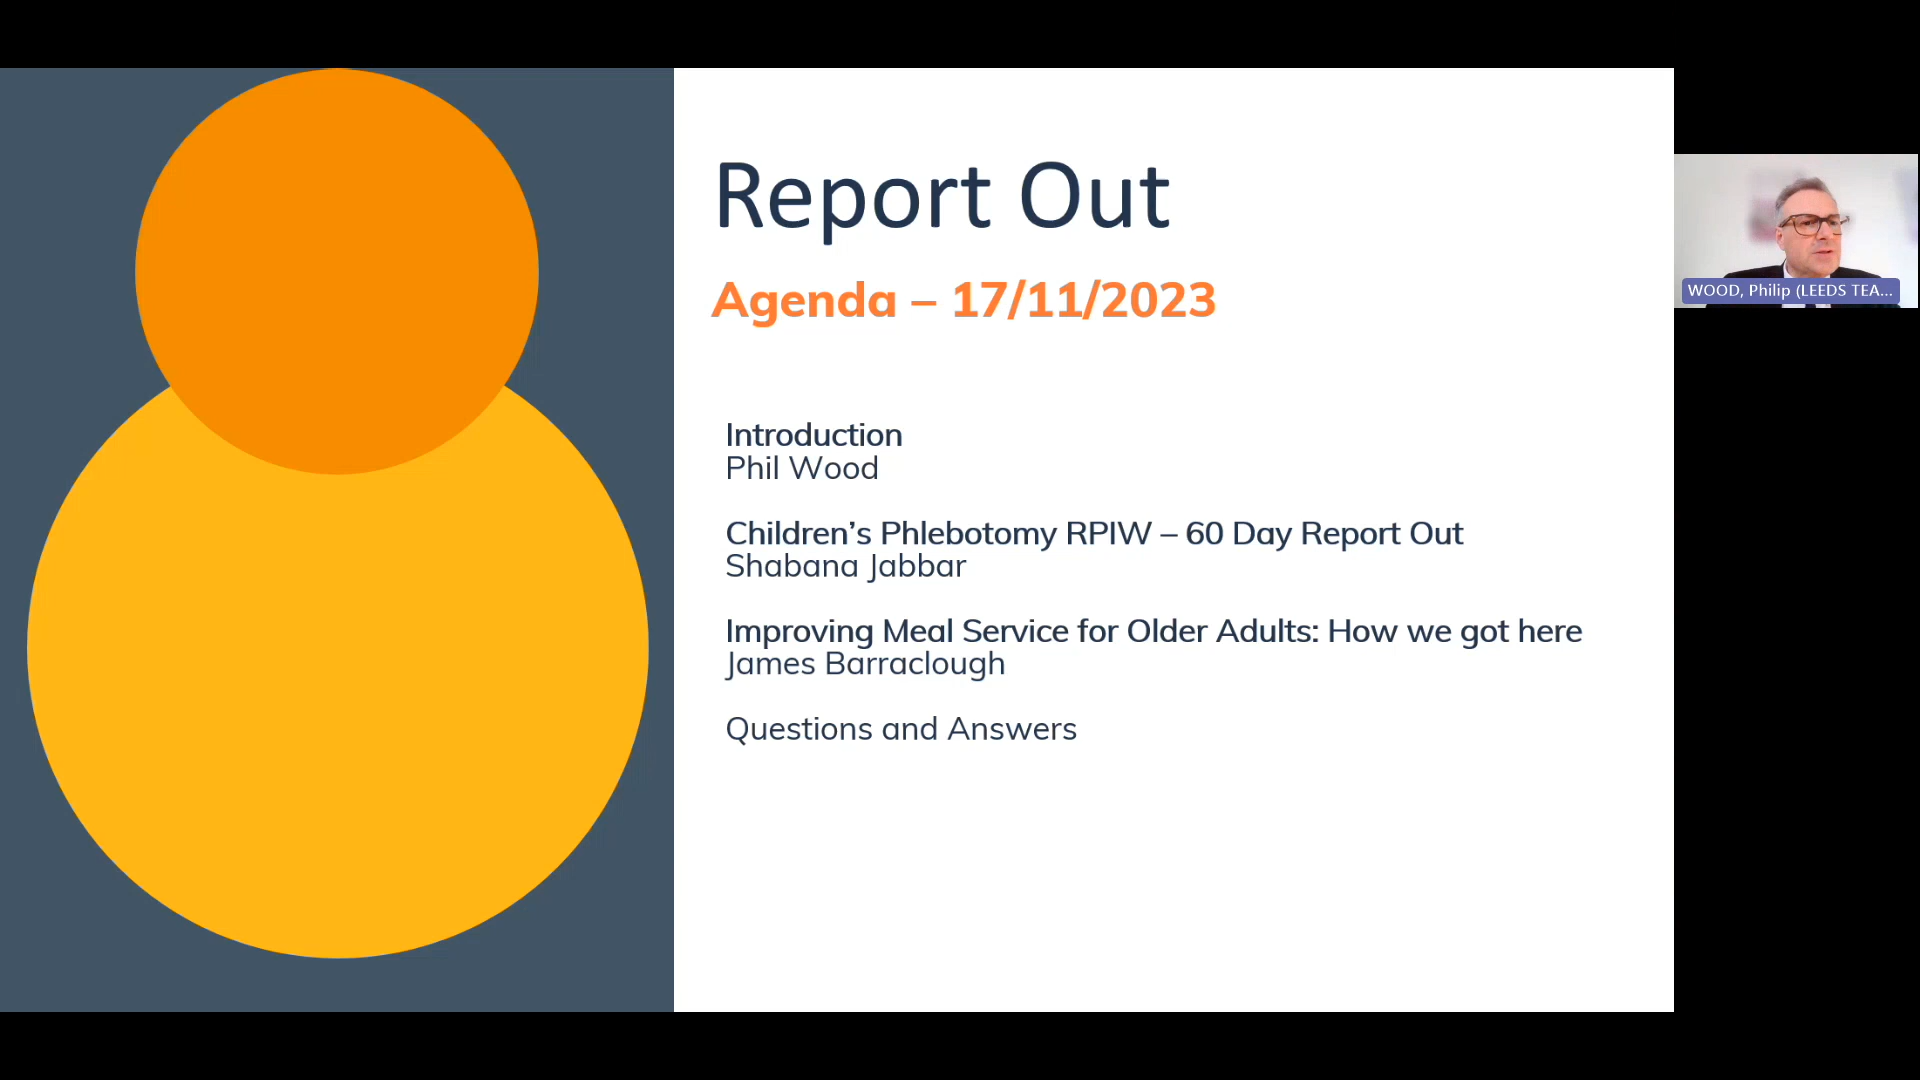 Report Out
Agenda – 17/11/2023
Introduction
Phil Wood
Children’s Phlebotomy RPIW – 60 Day Report Out
Shabana Jabbar
Improving Meal Service for Older Adults: How we got here
James Barraclough
Questions and Answers
WOOD, Philip (LEEDS TEA...